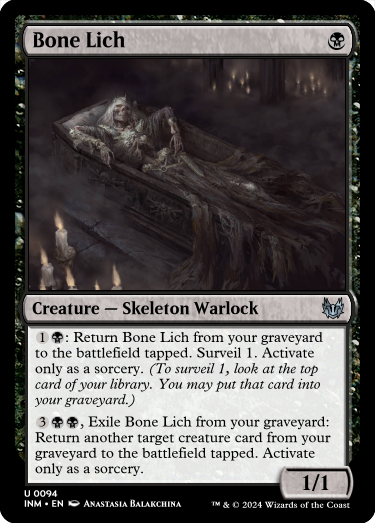 Bone Lich
Creature — Skeleton Warlock
1: Return Bone Lich from your graveyard
to the battlefield tapped. Surveil 1. Activate
only as a sorcery. (To surveil 1, look at the top
card of your library. You may put that card into
your graveyard.)
3, Exile Bone Lich from your graveyard:
Return another target creature card from your
graveyard to the battlefield tapped. Activate
only as a sorcery.
1/1
U 0094
INM • EN Anastasia Balakchina
™ & © 2024 Wizards of the Coast